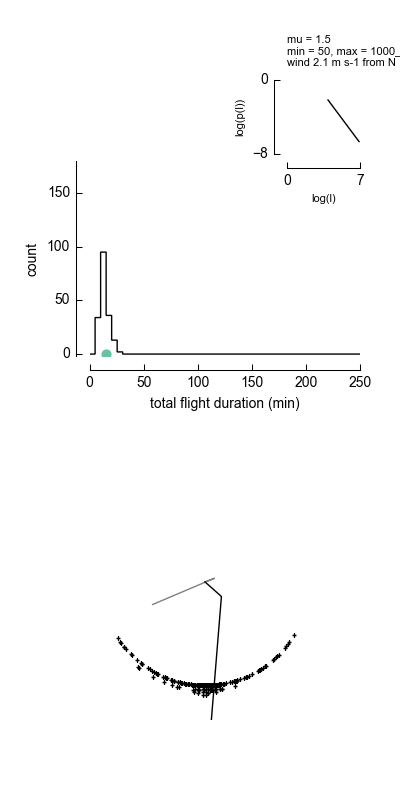 mu = 1.5
min = 50, max = 1000_
wind 2.1 m s-1 from N
0
log(p(l))
−8
0 7
log(l)
150
count
100
50
0
0 50 100 150 200 250
total flight duration (min)